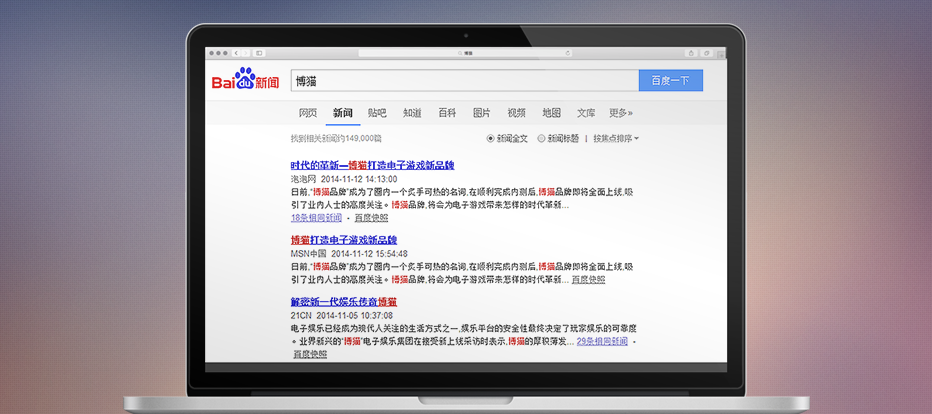 博猫
Baidu新闻
博猫
百度一下
网页 新闻 贴吧 知道 百科 图片 视频 地图 文库 更多»
找到相关新闻约149,000篇
新闻全文 新闻标题 | 按焦点排序
时代的革新—博猫打造电子游戏新品牌
泡泡网 2014-11-12 14:13:00
日前,“博猫品牌”成为了圈内一个炙手可热的名词,在顺利完成内测后,博猫品牌即将全面上线,吸
引了业内人士的高度关注。博猫品牌,将会为电子游戏带来怎样的时代革新...
18条相同新闻 - 百度快照
博猫打造电子游戏新品牌
MSN中国 2014-11-12 15:54:48
日前,“博猫品牌”成为了圈内一个炙手可热的名词,在顺利完成内测后,博猫品牌即将全面上线,吸
引了业内人士的高度关注。博猫品牌,将会为电子游戏带来怎样的时代革新... 百度快照
解密新一代娱乐传奇博猫
21CN 2014-11-05 10:37:08
电子娱乐已经成为现代人关注的生活方式之一,娱乐平台的安全性最终决定了玩家娱乐的可靠度
。业界新兴的“博猫”电子娱乐集团在接受新上线采访时表示,博猫的厚积薄发... 29条相同新闻 -
百度快照